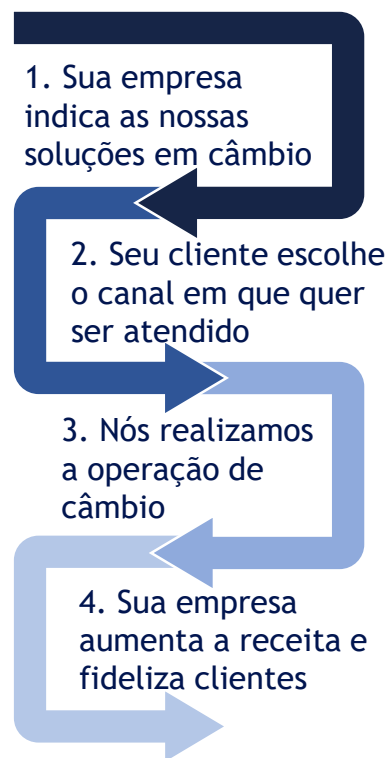 1. Sua empresa
indica as nossas
soluções em câmbio
2. Seu cliente escolhe
o canal em que quer
ser atendido
3. Nós realizamos
a operação de
câmbio
4. Sua empresa
aumenta a receita e
fideliza clientes